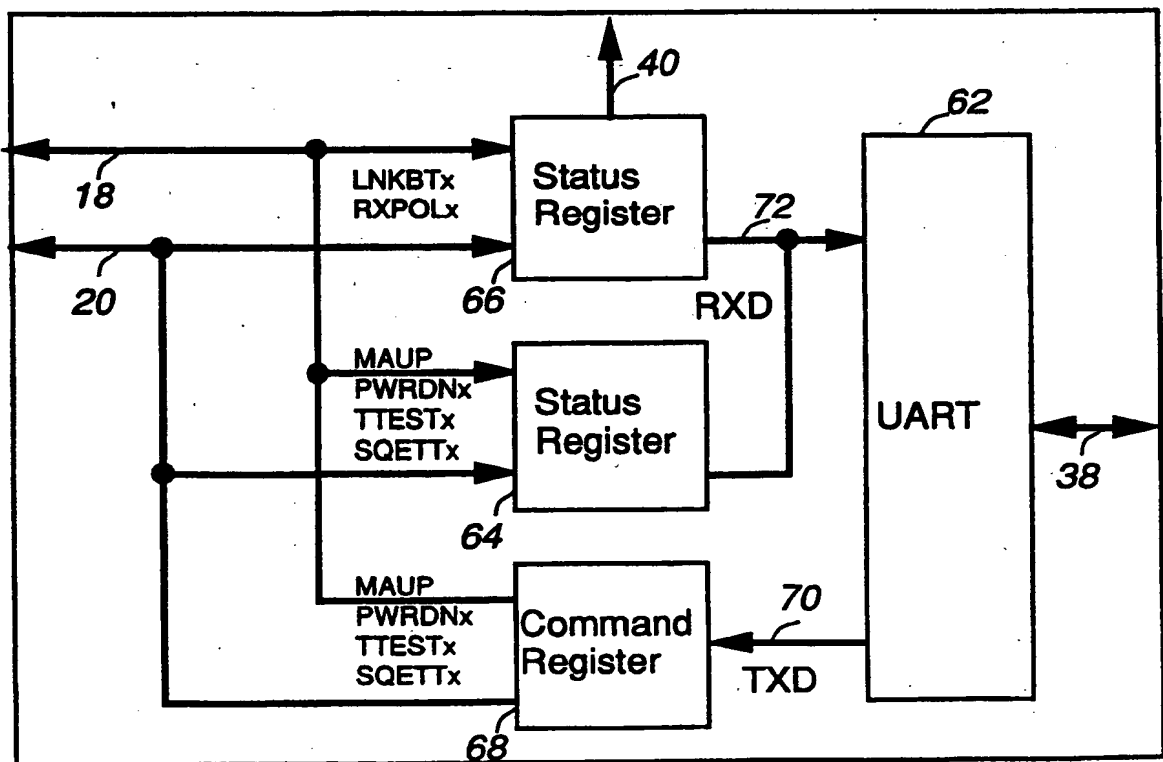 40
62
18
LNKBTx
RXPOLx
Status
Register
72
20
66
RXD
MAUP
PWRDNx
TTESTx
SQETTx
Status
Register
UART
38
64
MAUP
PWRDNx
TTESTx
SQETTx
Command
Register
70
TXD
68